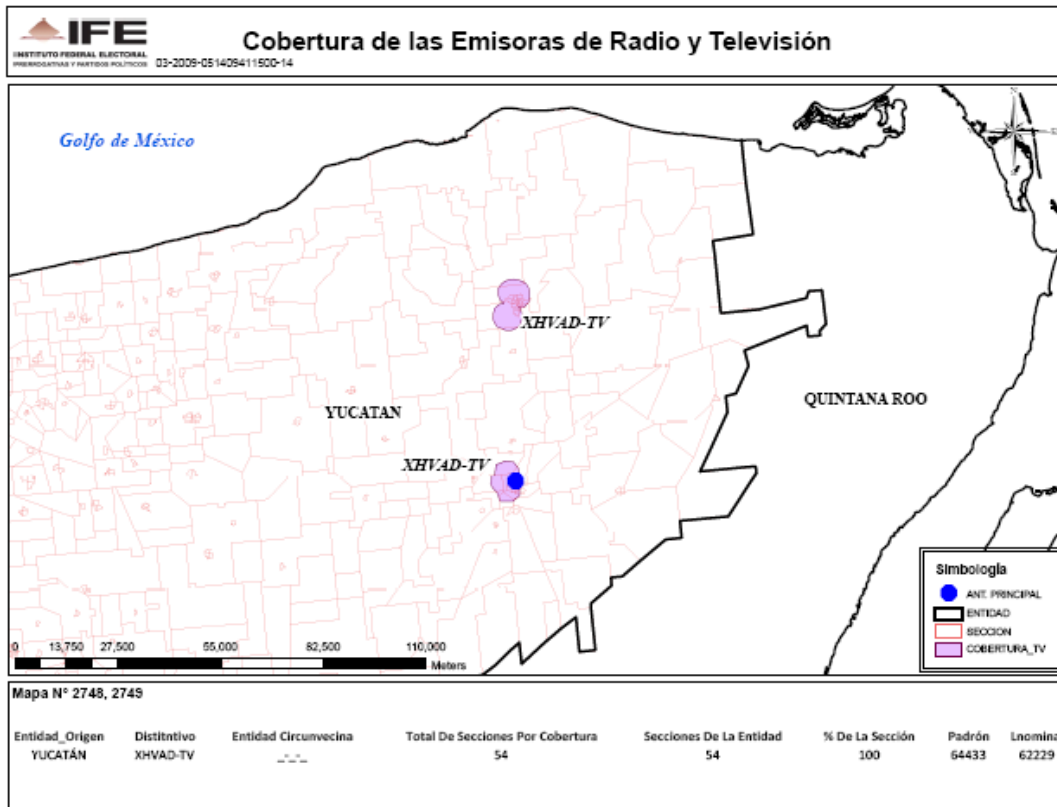 IFE
INSTITUTO FEDERAL ELECTORAL
PRERROGATIVAS Y PARTIDOS POLÍTICOS
03-2009-051409411500-14
Cobertura de las Emisoras de Radio y Televisión
Golfo de México
XHVAD-TV
YUCATAN
QUINTANA ROO
XHVAD-TV
Simbología
ANT. PRINCIPAL
ENTIDAD
SECCION
COBERTURA_TV
0 13,750 27,500 55,000 82,500 110,000
Meters
Mapa N° 2748, 2749
Entidad_Origen Distitntivo Entidad Circunvecina Total De Secciones Por Cobertura Secciones De La Entidad % De La Sección Padrón Lnomina
YUCATÁN XHVAD-TV _-_-_ 54 54 100 64433 62229